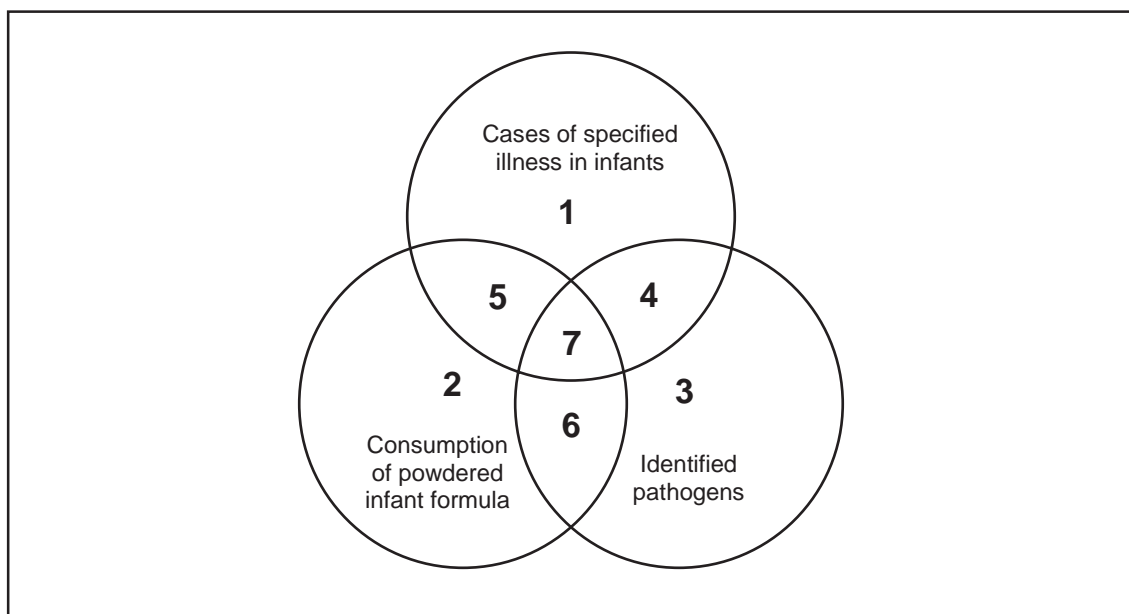 Cases of specified
illness in infants
1
5
4
7
2
3
6
Consumption
of powdered
infant formula
Identified
pathogens